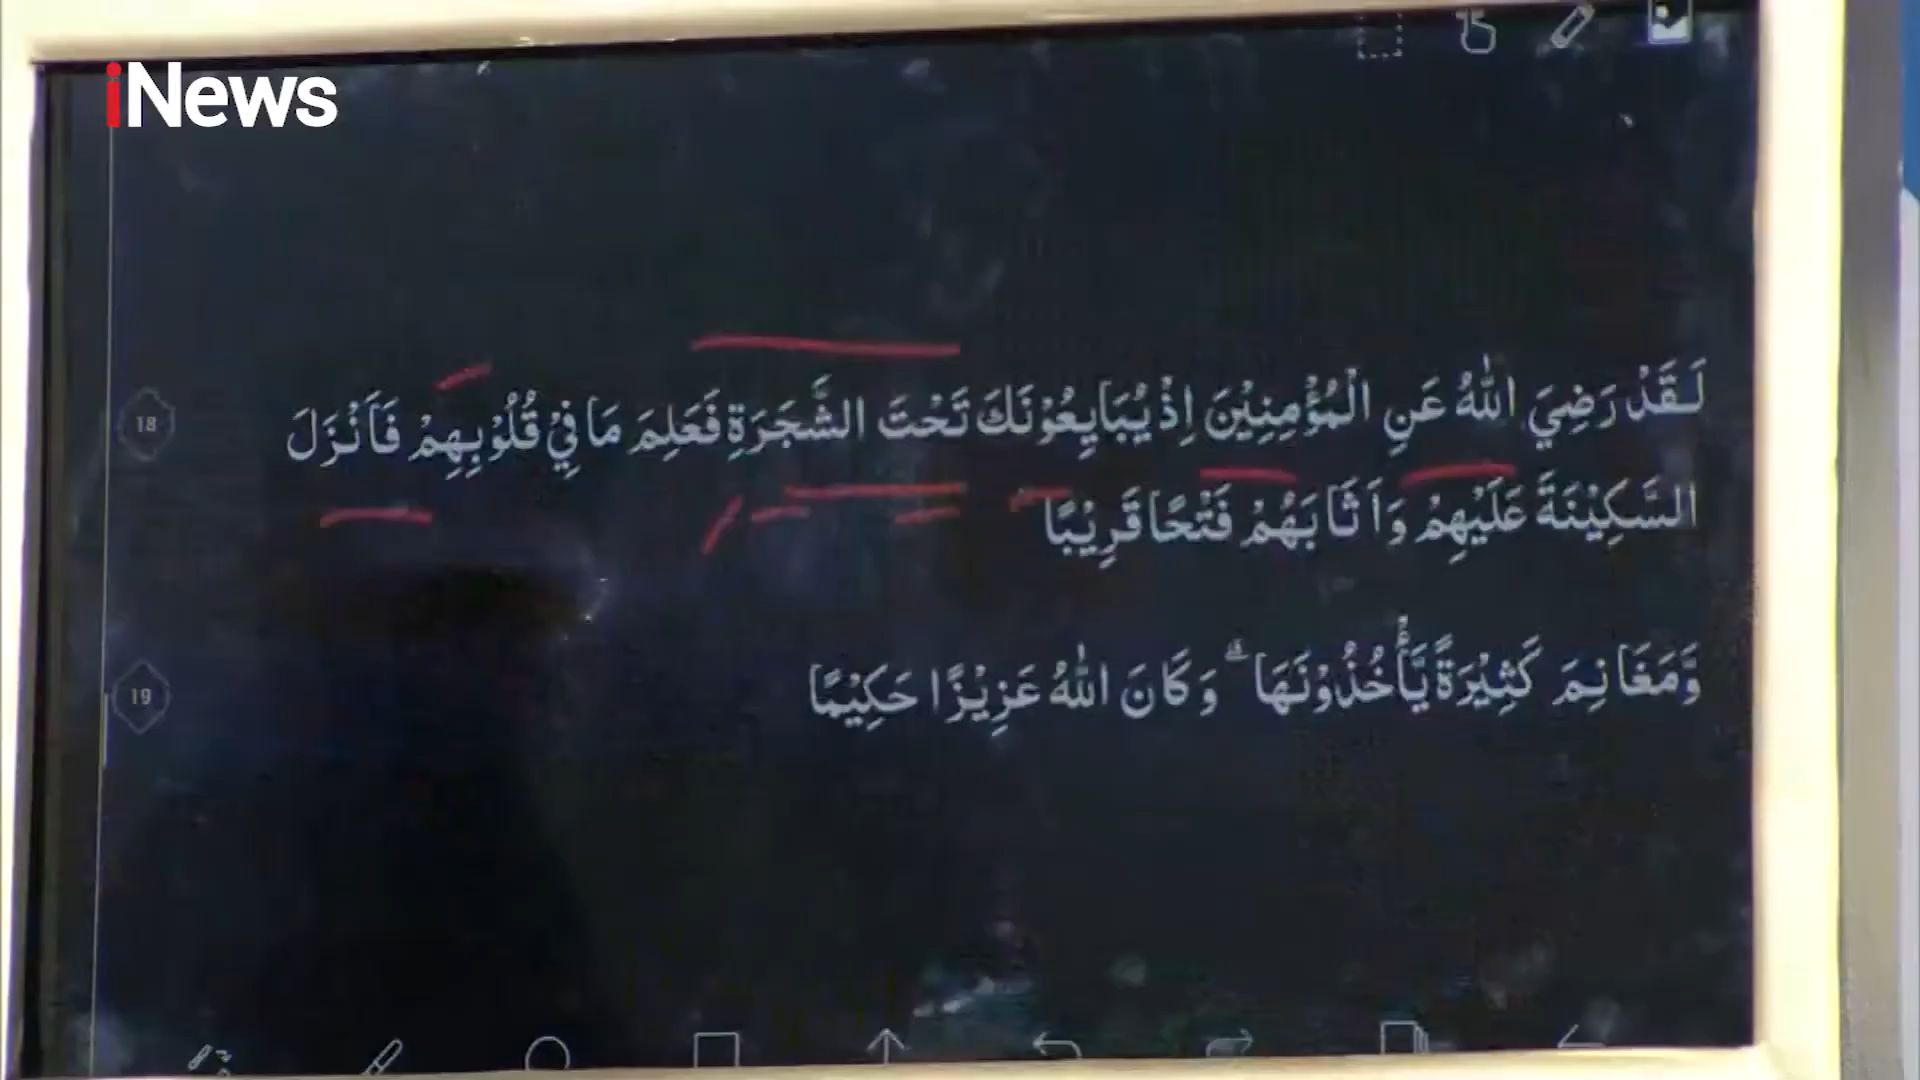 iNews
لَقَدْ رَضِيَ اللّٰهُ عَنِ الْمُؤْمِنِيْنَ اِذْ يُبَايِعُوْنَكَ تَحْتَ الشَّجَرَةِ فَعَلِمَ مَا فِيْ قُلُوْبِهِمْ فَاَنْزَلَ
18
السَّكِيْنَةَ عَلَيْهِمْ وَاَثَابَهُمْ فَتْحًا قَرِيْبًا
وَّمَغَانِمَ كَثِيْرَةً يَّأْخُذُوْنَهَا ۗ وَكَانَ اللّٰهُ عَزِيْزًا حَكِيْمًا
19